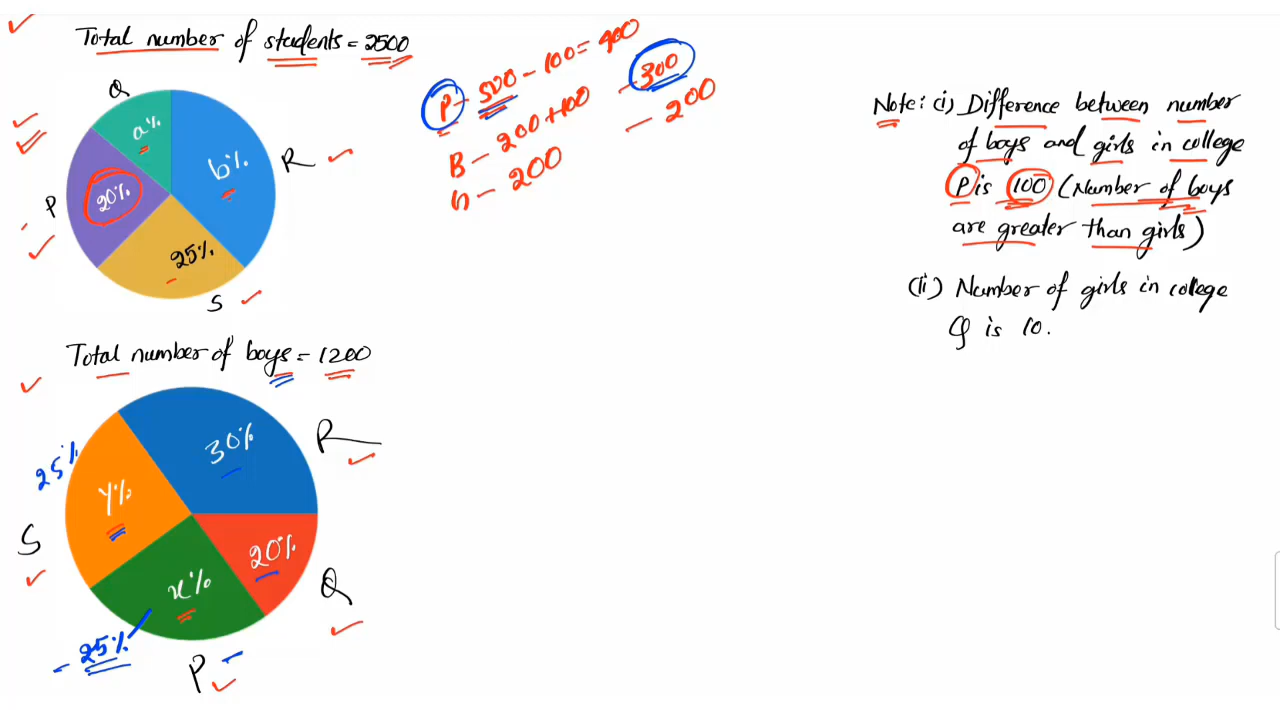 Total number of students = 2500
Q
a%
b%
R
20%
P
25%
S
P - 500 - 100 = 400
B - 200 + 100 - 300
G - 200 - 200
Note: (i) Difference between number
of boys and girls in college
P is 100 (Number of boys
are greater than girls)
(ii) Number of girls in college
Q is 10.
Total number of boys = 1200
30%
R
25%
y%
S
20%
x%
Q
- 25%
P